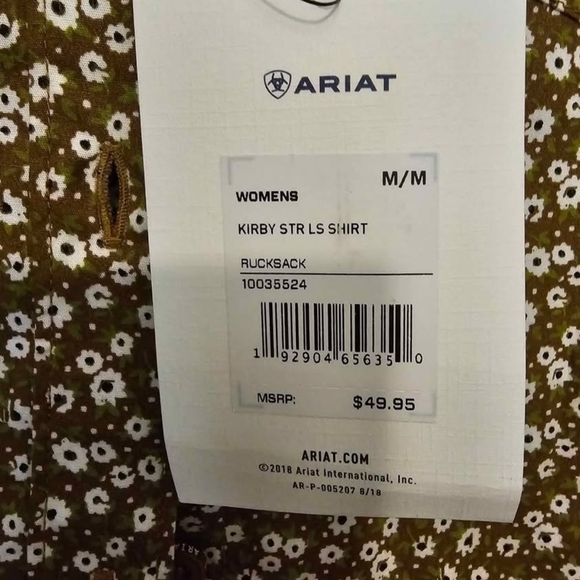 ARIAT
M/M
WOMENS
KIRBY STR LS SHIRT
RUCKSACK
10035524
1 92904 65635 0
MSRP: $49.95
ARIAT.COM
©2018 Ariat International, Inc.
AR-P-005207 8/18
ARI